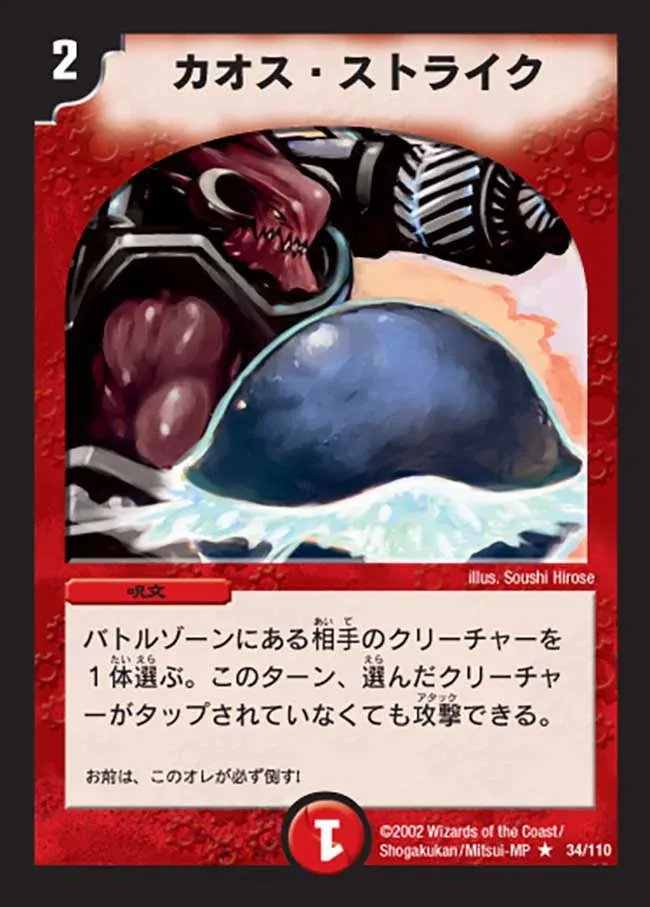 2
カオス・ストライク
illus. Soushi Hirose
呪文
バトルゾーンにある相手のクリーチャーを
1体選ぶ。このターン、選んだクリーチャ
ーがタップされていなくても攻撃できる。
お前は、このオレが必ず倒す!
1
©2002 Wizards of the Coast/
Shogakukan/Mitsui-MP ★ 34/110